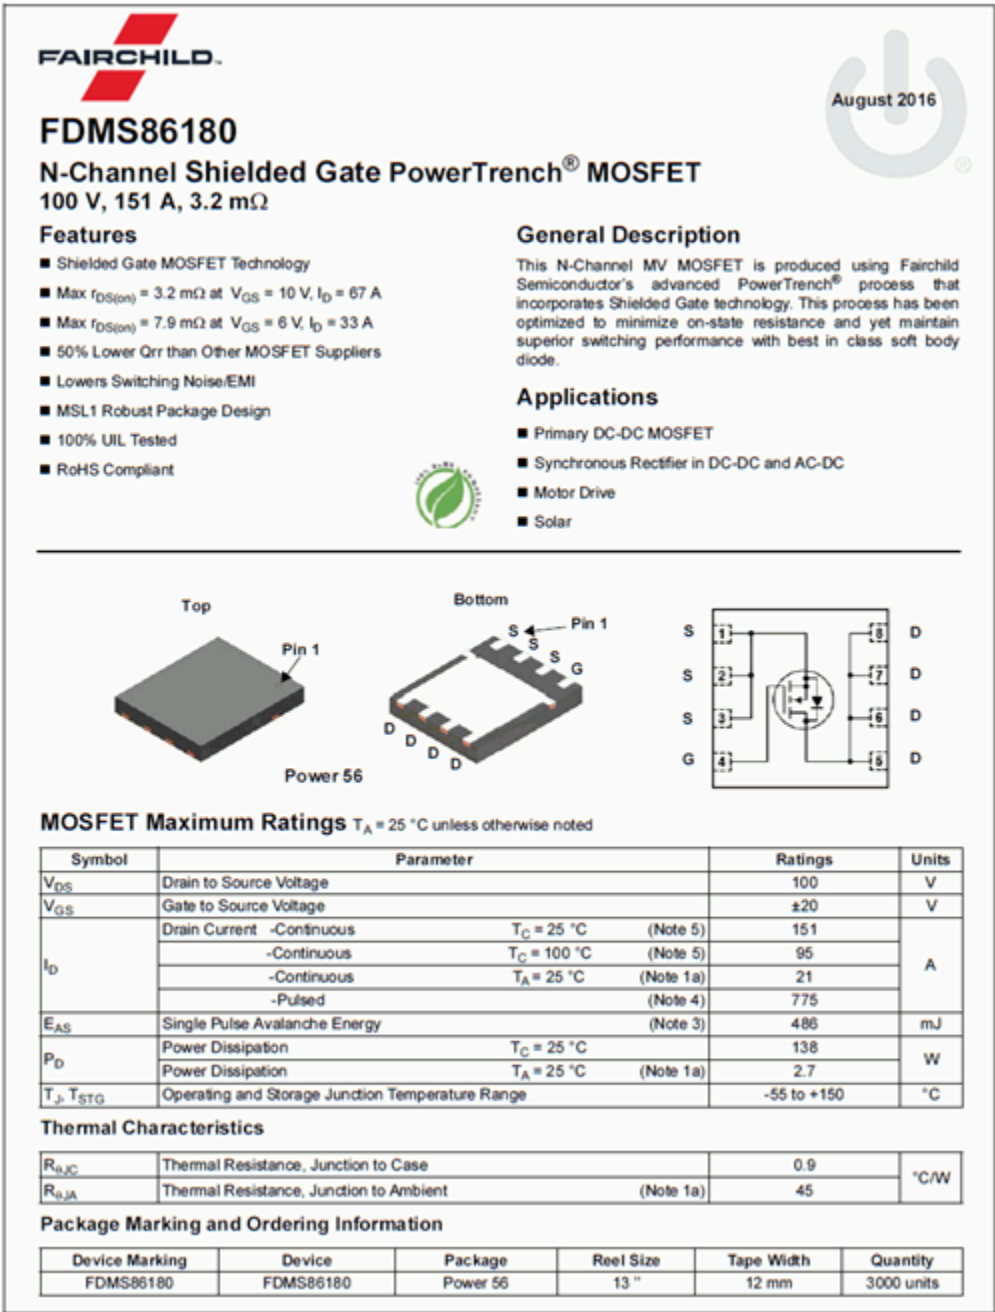 FAIRCHILD™
August 2016
FDMS86180
N-Channel Shielded Gate PowerTrench® MOSFET
100 V, 151 A, 3.2 mΩ
Features
■ Shielded Gate MOSFET Technology
■ Max rDS(on) = 3.2 mΩ at VGS = 10 V, ID = 67 A
■ Max rDS(on) = 7.9 mΩ at VGS = 6 V, ID = 33 A
■ 50% Lower Qrr than Other MOSFET Suppliers
■ Lowers Switching Noise/EMI
■ MSL1 Robust Package Design
■ 100% UIL Tested
■ RoHS Compliant
General Description
This N-Channel MV MOSFET is produced using Fairchild
Semiconductor's advanced PowerTrench® process that
incorporates Shielded Gate technology. This process has been
optimized to minimize on-state resistance and yet maintain
superior switching performance with best in class soft body
diode.
Applications
■ Primary DC-DC MOSFET
■ Synchronous Rectifier in DC-DC and AC-DC
■ Motor Drive
■ Solar
Top
Pin 1
Bottom
S Pin 1
S
S
G
D
D
D
D
Power 56
S 1 8 D
S 2 7 D
S 3 6 D
G 4 5 D
MOSFET Maximum Ratings TA = 25 °C unless otherwise noted
Symbol Parameter Ratings Units
VDS Drain to Source Voltage 100 V
VGS Gate to Source Voltage ±20 V
ID Drain Current -Continuous TC = 25 °C (Note 5) 151 A
-Continuous TC = 100 °C (Note 5) 95
-Continuous TA = 25 °C (Note 1a) 21
-Pulsed (Note 4) 775
EAS Single Pulse Avalanche Energy (Note 3) 486 mJ
PD Power Dissipation TC = 25 °C 138 W
Power Dissipation TA = 25 °C (Note 1a) 2.7
TJ, TSTG Operating and Storage Junction Temperature Range -55 to +150 °C
Thermal Characteristics
RθJC Thermal Resistance, Junction to Case 0.9 °C/W
RθJA Thermal Resistance, Junction to Ambient (Note 1a) 45
Package Marking and Ordering Information
Device Marking Device Package Reel Size Tape Width Quantity
FDMS86180 FDMS86180 Power 56 13 " 12 mm 3000 units